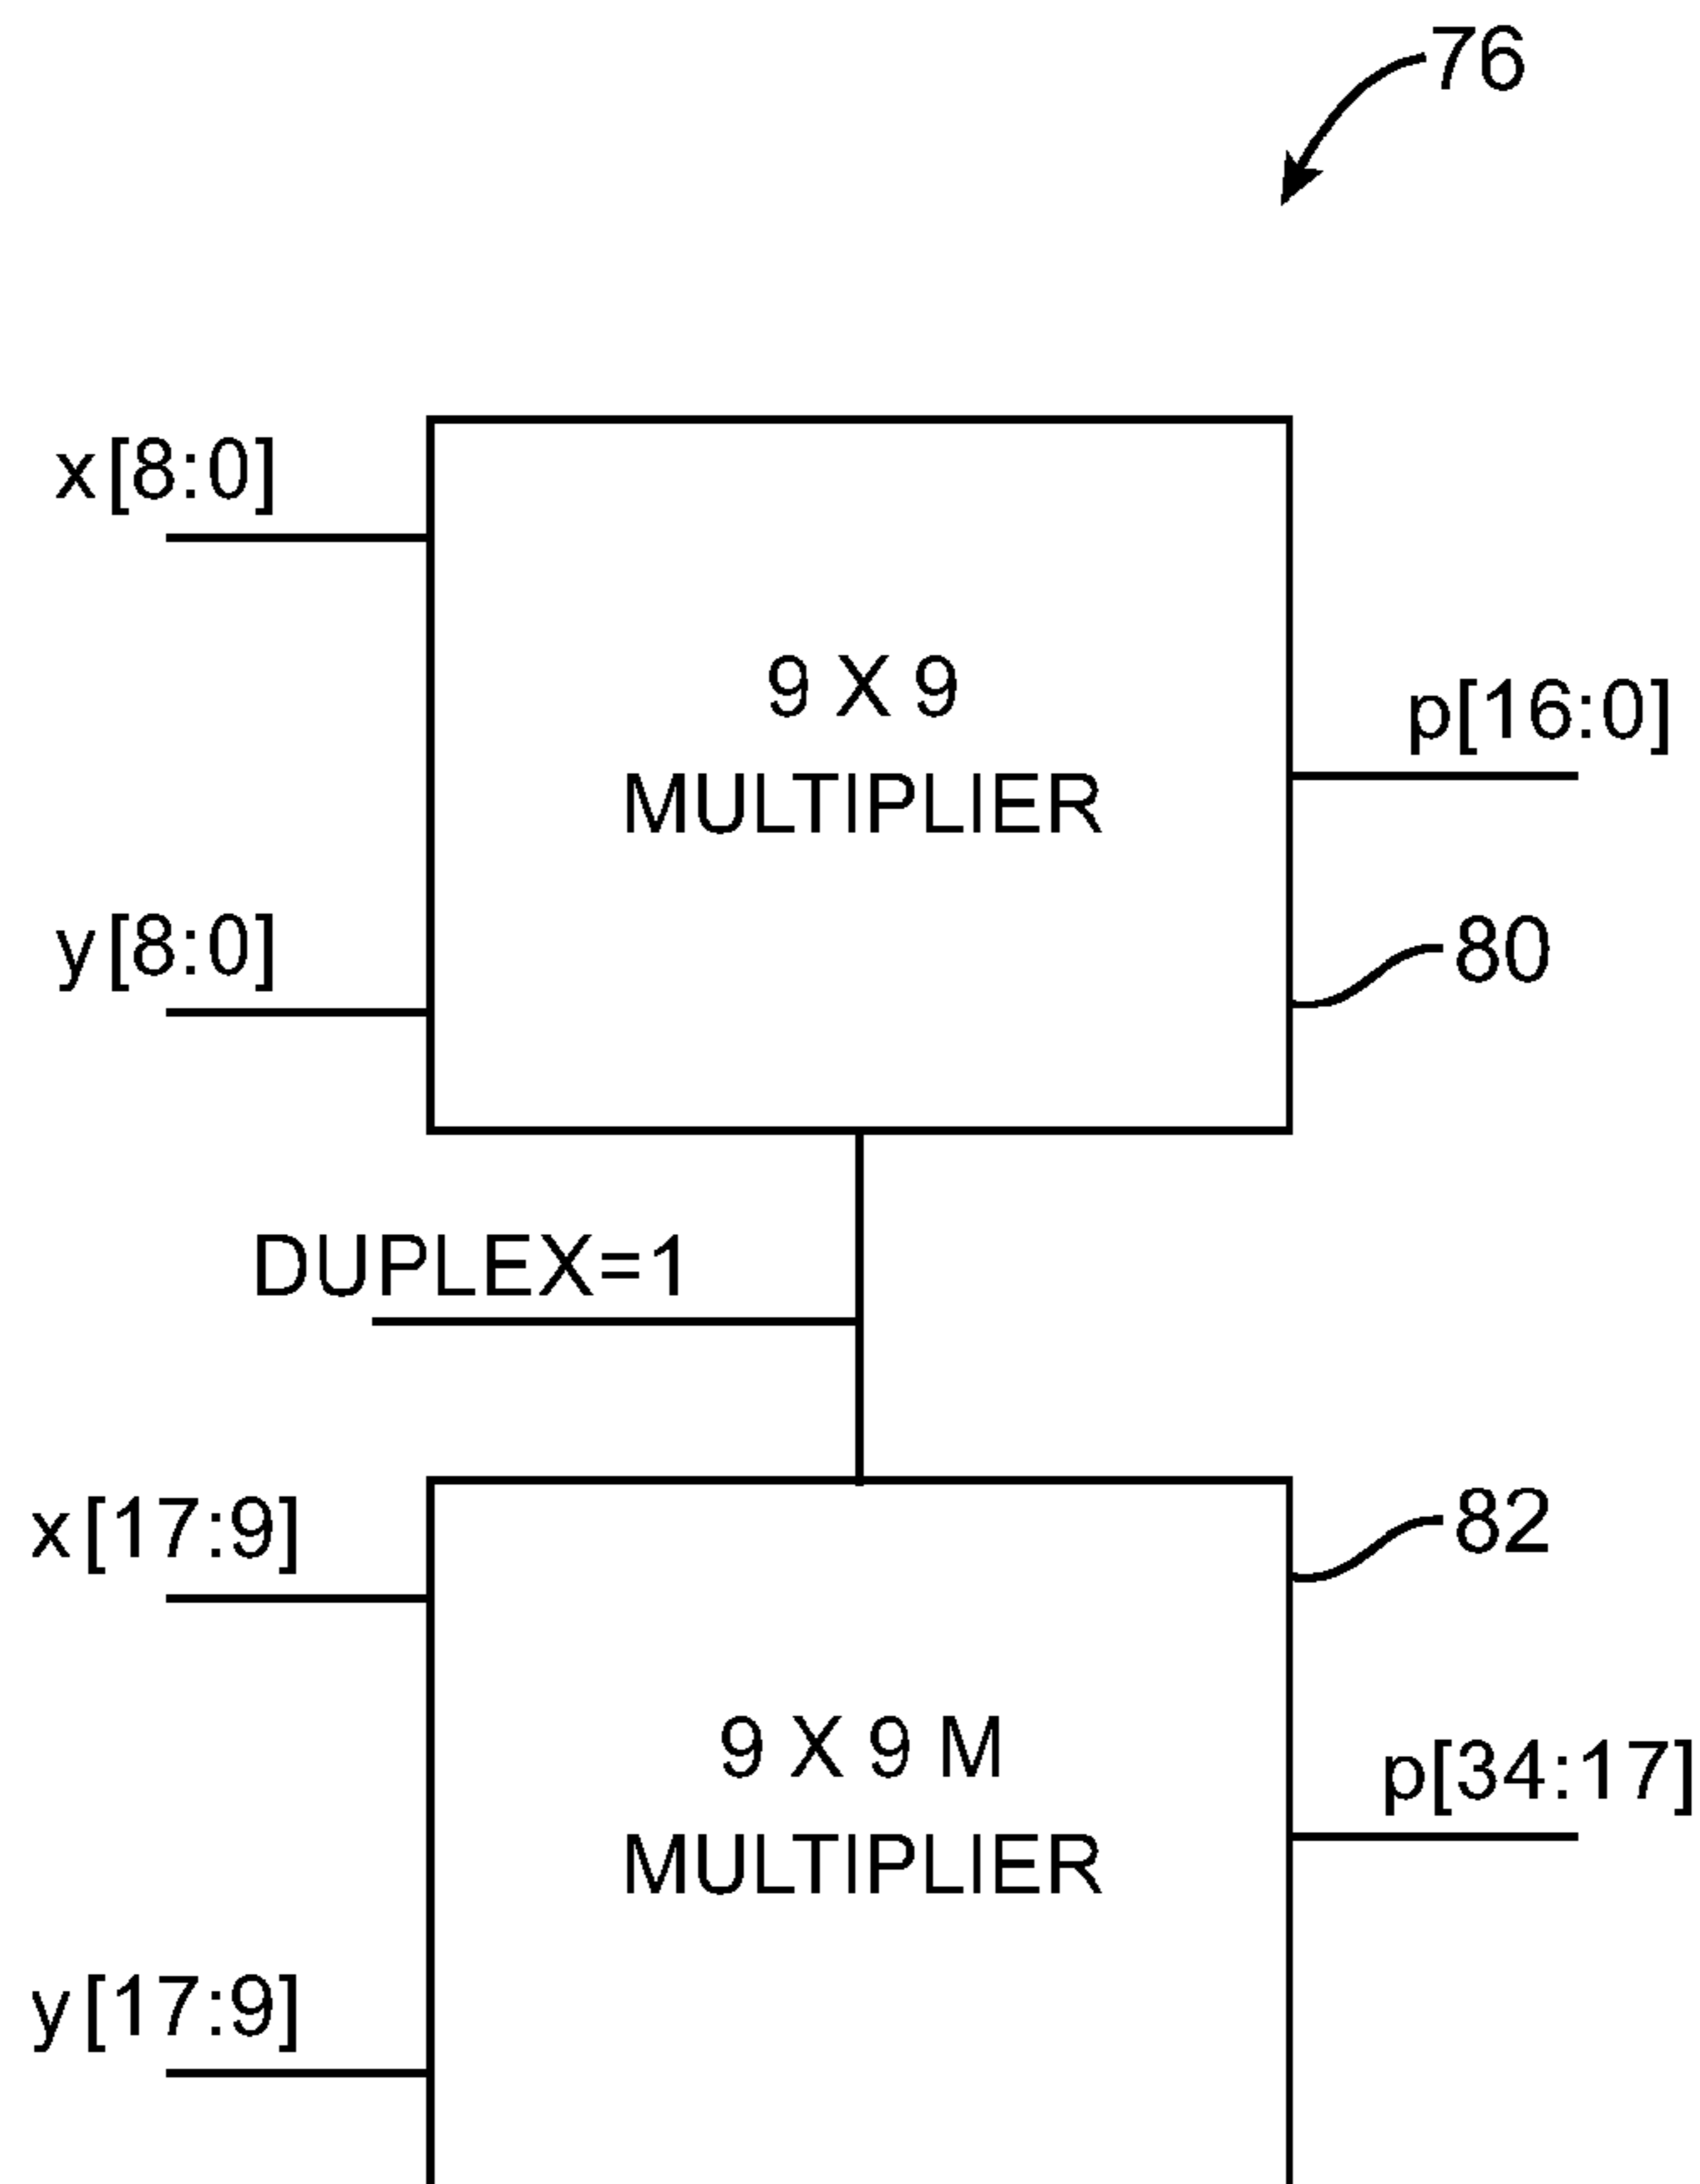 76
x[8:0]
9 X 9
MULTIPLIER
p[16:0]
y[8:0]
80
DUPLEX=1
x[17:9]
82
9 X 9 M
MULTIPLIER
p[34:17]
y[17:9]